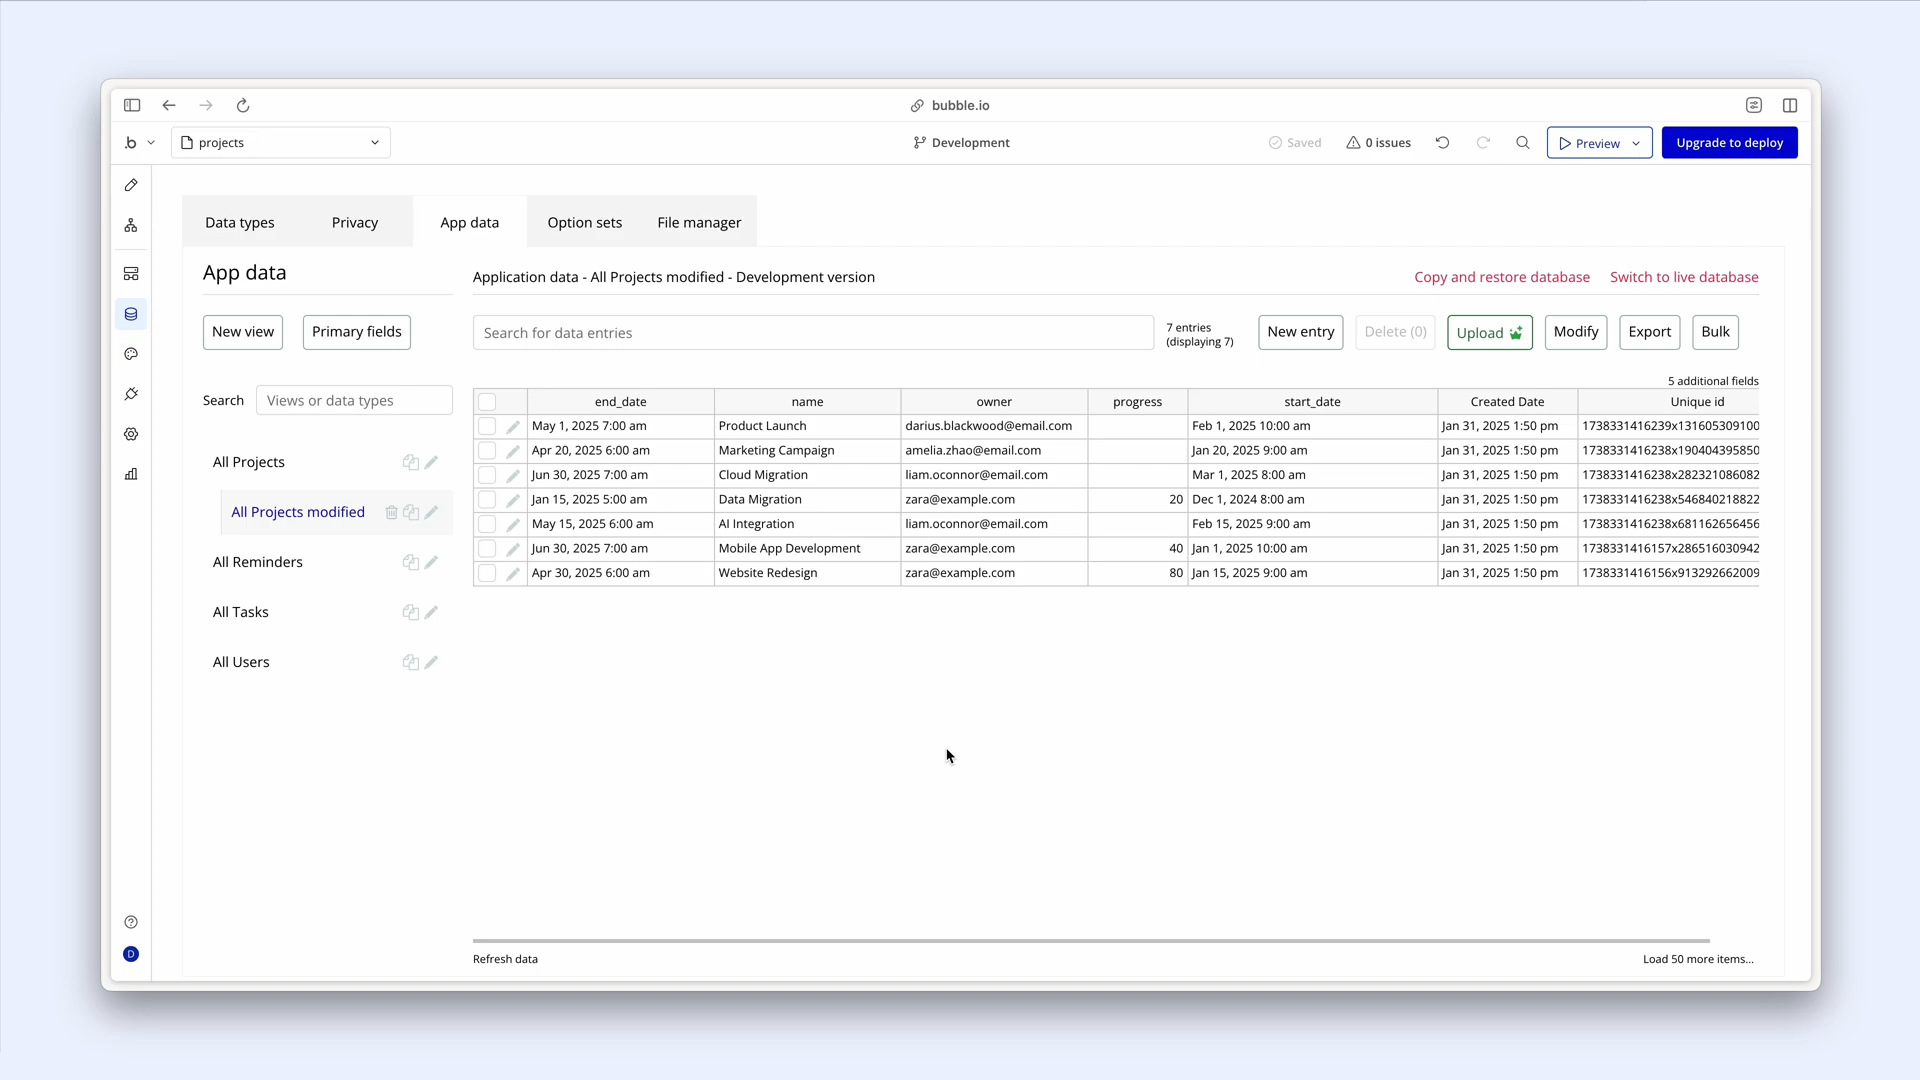 bubble.io
.b
projects
Development
Saved
0 issues
Preview
Upgrade to deploy
Data types
Privacy
App data
Option sets
File manager
App data
Application data - All Projects modified - Development version
Copy and restore database
Switch to live database
New view
Primary fields
Search for data entries
7 entries
(displaying 7)
New entry
Delete (0)
Upload
Modify
Export
Bulk
Search
Views or data types
5 additional fields
end_date name owner progress start_date Created Date Unique id
May 1, 2025 7:00 am Product Launch darius.blackwood@email.com Feb 1, 2025 10:00 am Jan 31, 2025 1:50 pm 1738331416239x131605309100
Apr 20, 2025 6:00 am Marketing Campaign amelia.zhao@email.com Jan 20, 2025 9:00 am Jan 31, 2025 1:50 pm 1738331416238x190404395850
Jun 30, 2025 7:00 am Cloud Migration liam.oconnor@email.com Mar 1, 2025 8:00 am Jan 31, 2025 1:50 pm 1738331416238x282321086082
Jan 15, 2025 5:00 am Data Migration zara@example.com 20 Dec 1, 2024 8:00 am Jan 31, 2025 1:50 pm 1738331416238x546840218822
May 15, 2025 6:00 am AI Integration liam.oconnor@email.com Feb 15, 2025 9:00 am Jan 31, 2025 1:50 pm 1738331416238x681162656456
Jun 30, 2025 7:00 am Mobile App Development zara@example.com 40 Jan 1, 2025 10:00 am Jan 31, 2025 1:50 pm 1738331416157x286516030942
Apr 30, 2025 6:00 am Website Redesign zara@example.com 80 Jan 15, 2025 9:00 am Jan 31, 2025 1:50 pm 1738331416156x913292662009
All Projects
All Projects modified
All Reminders
All Tasks
All Users
D
Refresh data
Load 50 more items...